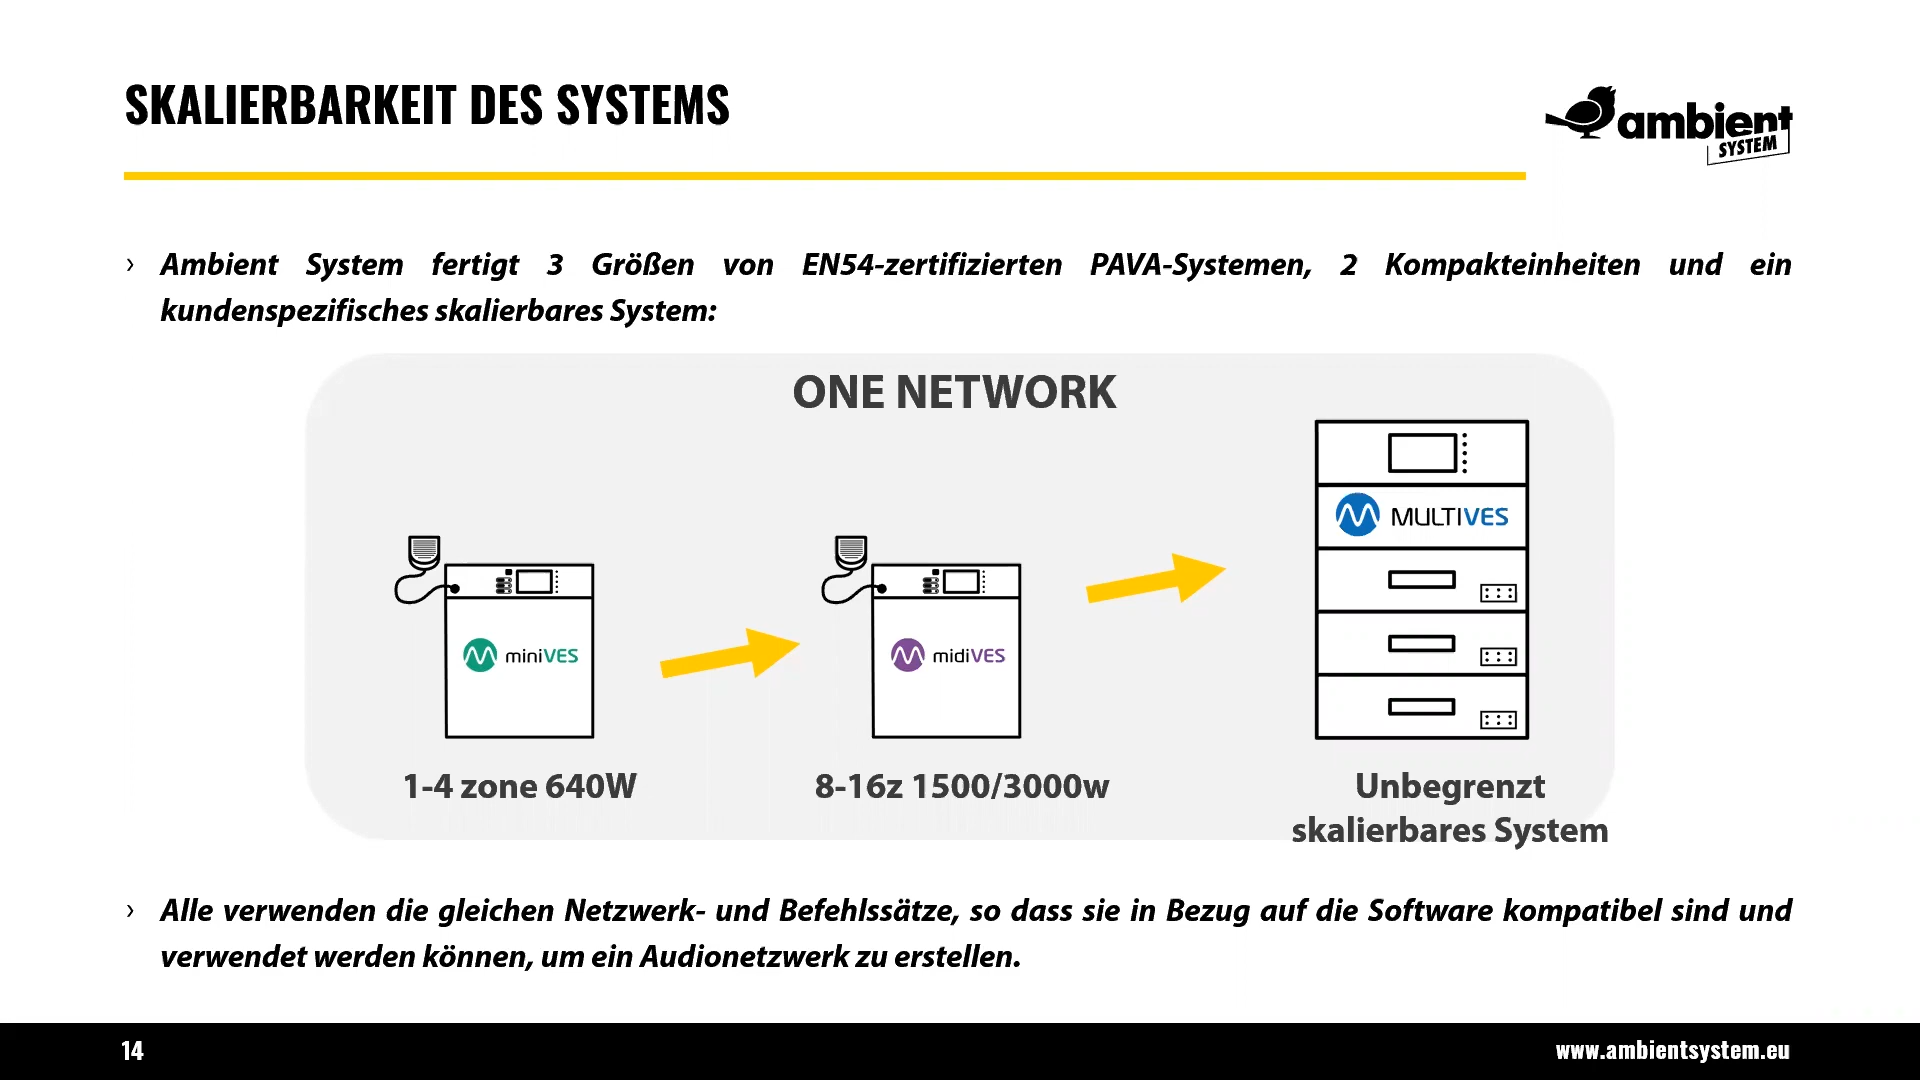 SKALIERBARKEIT DES SYSTEMS
ambient
SYSTEM
› Ambient System fertigt 3 Größen von EN54-zertifizierten PAVA-Systemen, 2 Kompakteinheiten und ein
kundenspezifisches skalierbares System:
ONE NETWORK
MULTIVES
miniVES
midiVES
1-4 zone 640W
8-16z 1500/3000w
Unbegrenzt
skalierbares System
› Alle verwenden die gleichen Netzwerk- und Befehlssätze, so dass sie in Bezug auf die Software kompatibel sind und
verwendet werden können, um ein Audionetzwerk zu erstellen.
14
www.ambientsystem.eu